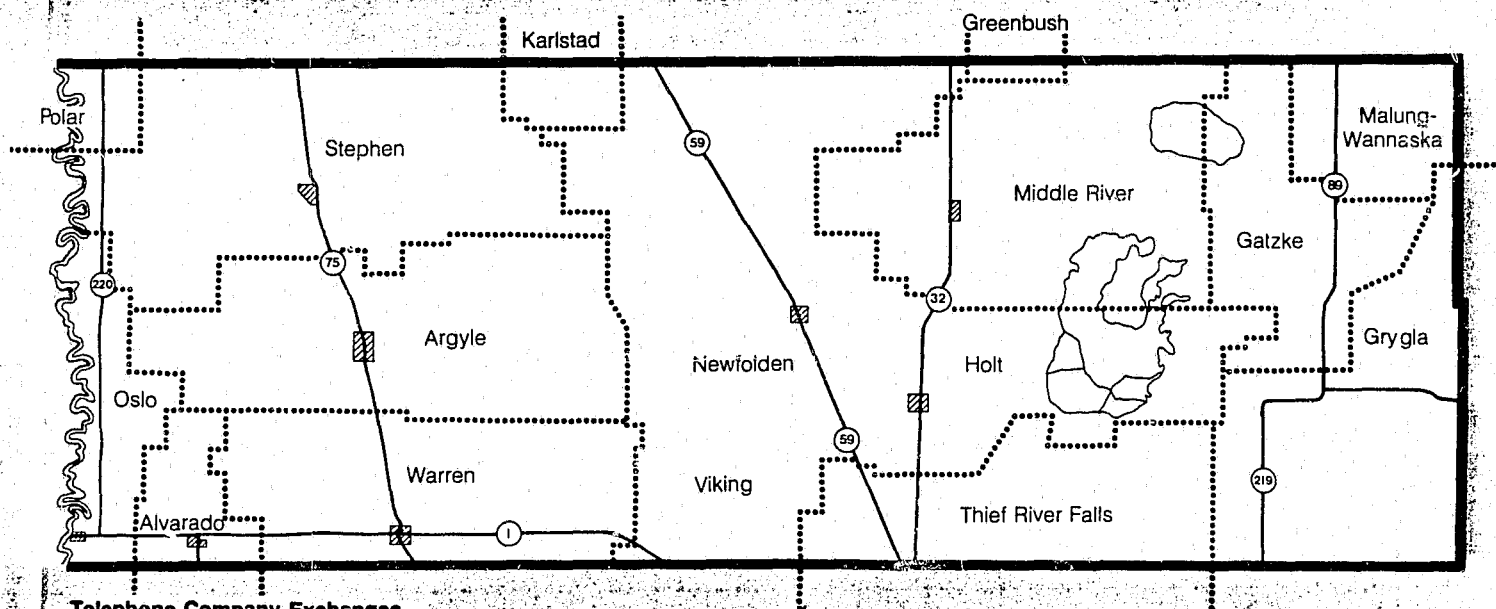 Karlstad
Greenbush
Polar
Stephen
59
Malung-
Wannaska
89
Middle River
Gatzke
75
220
32
Argyle
Newfolden
Holt
Grygla
Oslo
59
Warren
Viking
219
Alvarado
1
Thief River Falls
Telephone Company Exchanges